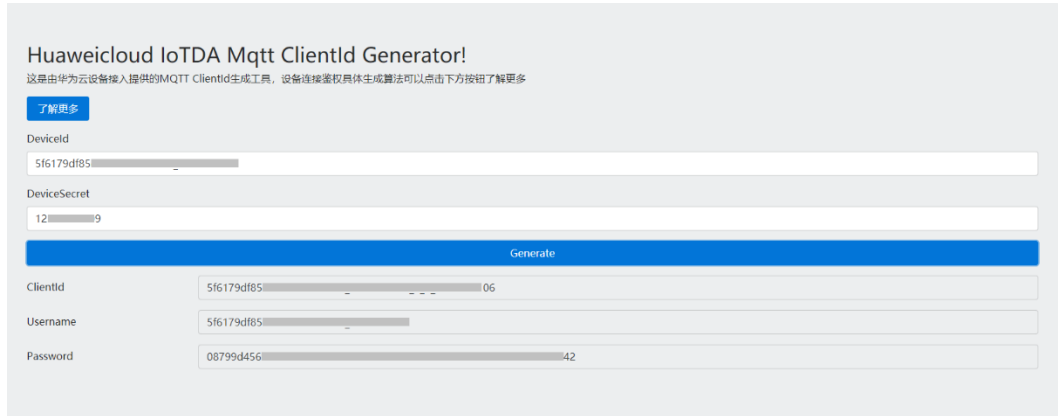 Huaweicloud IoTDA Mqtt ClientId Generator!
这是由华为云设备接入提供的MQTT ClientId生成工具，设备连接鉴权具体生成算法可以点击下方按钮了解更多
了解更多
DeviceId
5f6179df85 _
DeviceSecret
12 9
Generate
ClientId 5f6179df85 _ _ _ _ 06
Username 5f6179df85 _
Password 08799d456 42